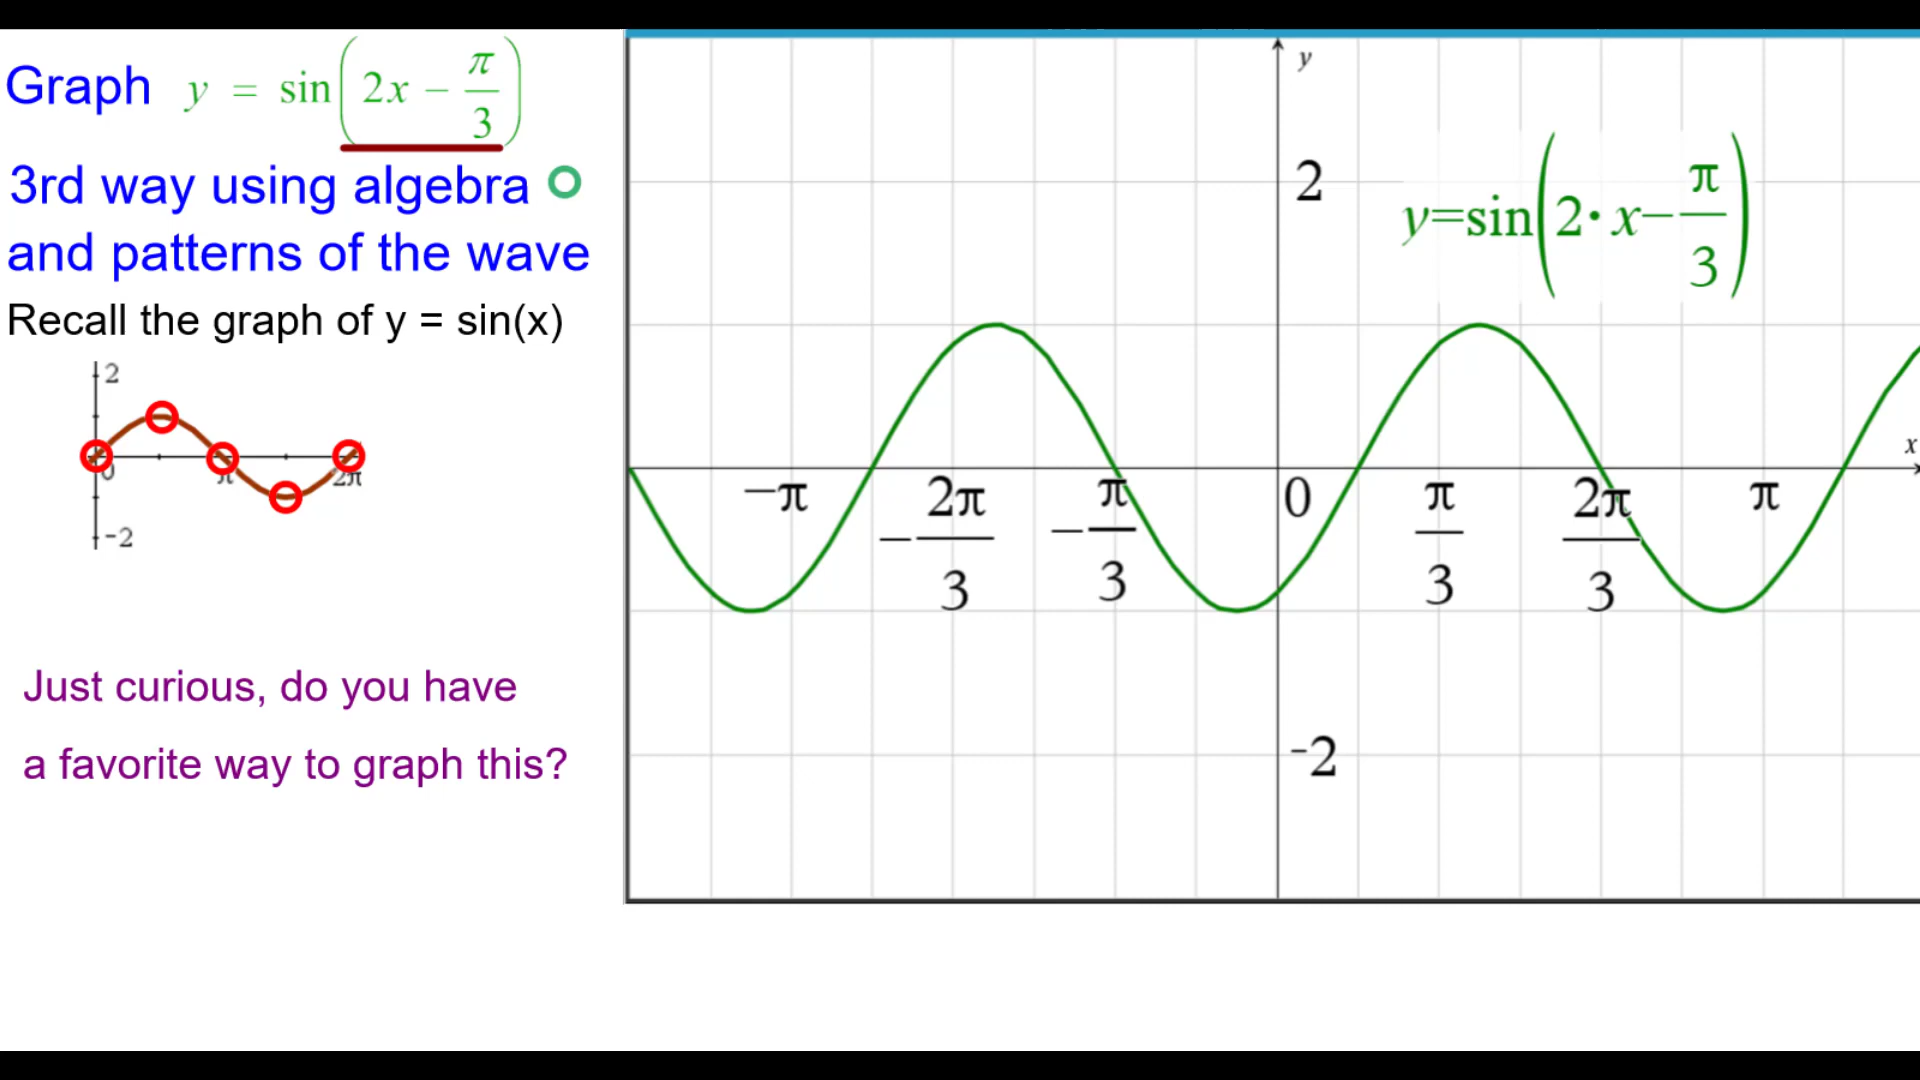 Graph y = sin(2x − π/3)
3rd way using algebra
and patterns of the wave
Recall the graph of y = sin(x)
2
0
π
2π
-2
Just curious, do you have
a favorite way to graph this?
y
2
y=sin(2·x−π/3)
x
−π
−2π/3
−π/3
0
π/3
2π/3
π
-2